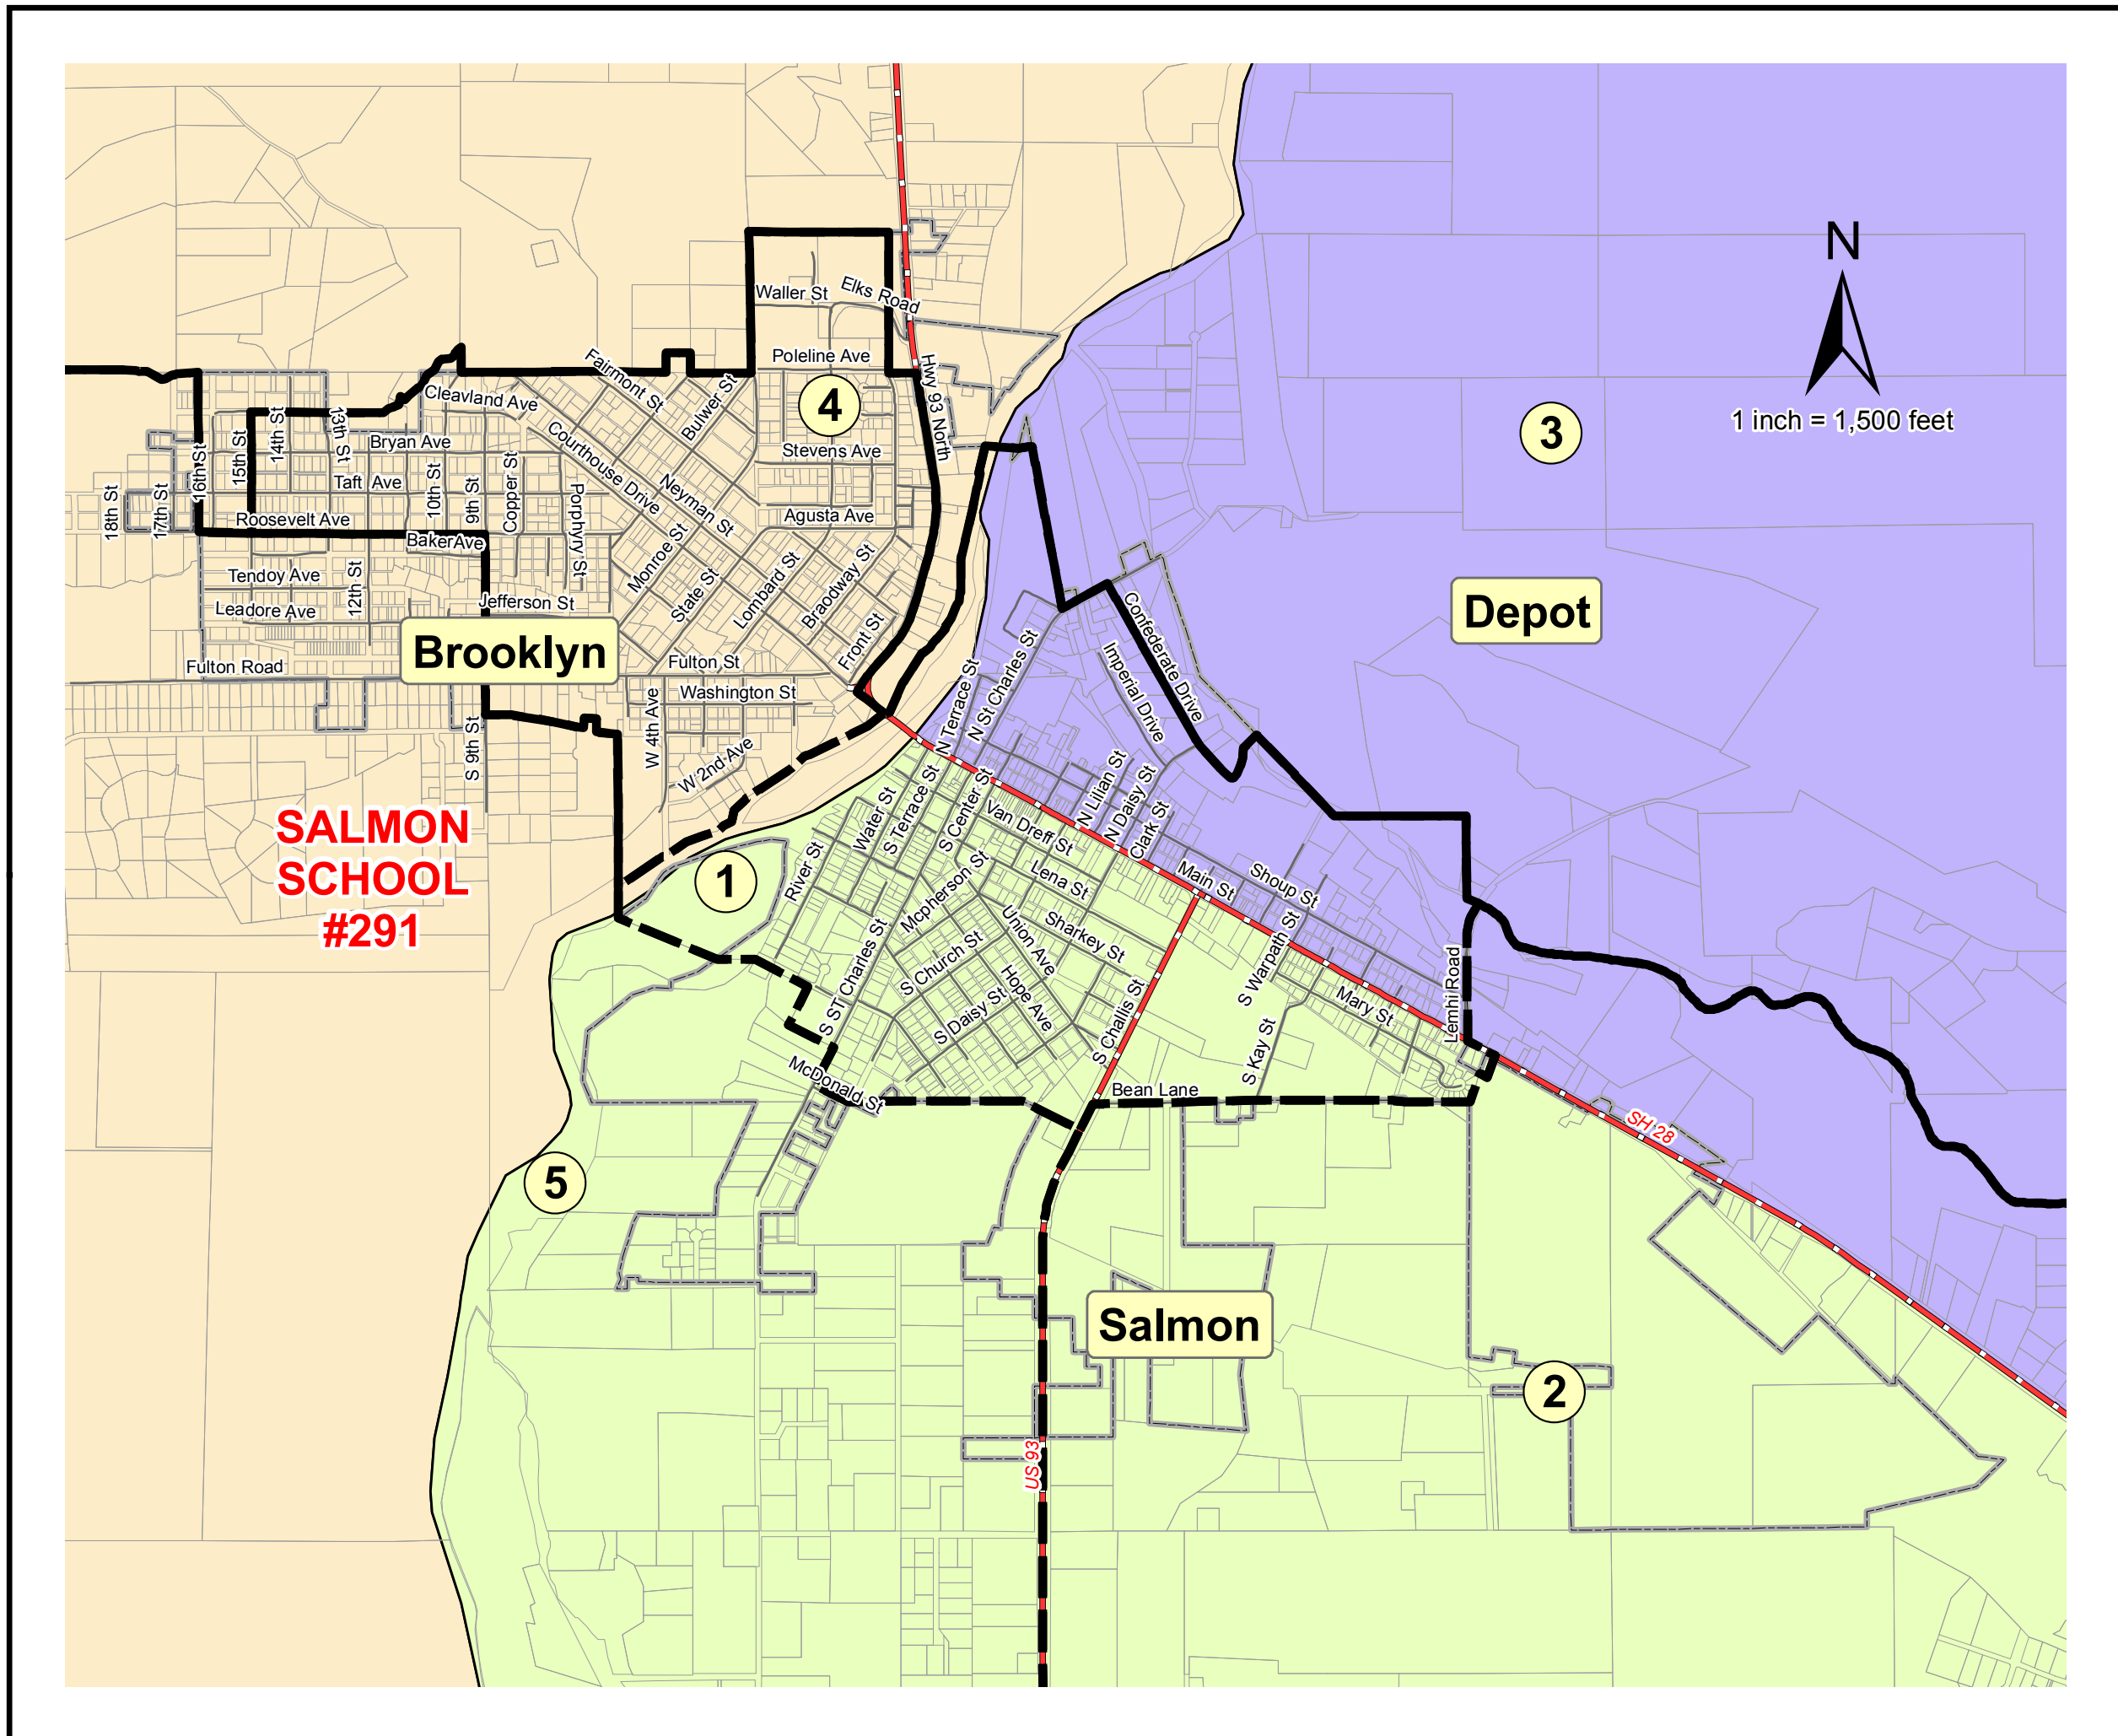 N
1 inch = 1,500 feet
Waller St
Elks Road
Poleline Ave
Hwy 93 North
4
3
Fairmont St
Bulwer St
Cleavland Ave
13th St
14th St
15th St
16th St
17th St
18th St
Bryan Ave
Courthouse Drive
Stevens Ave
Taft Ave
10th St
9th St
Copper St
Porphyry St
Neyman St
Roosevelt Ave
BakerAve
Agusta Ave
Monroe St
State St
Lombard St
Braodway St
Front St
Tendoy Ave
12th St
Leadore Ave
Jefferson St
Brooklyn
Depot
Fulton Road
Fulton St
Washington St
W 4th Ave
W 2nd Ave
S 9th St
N Terrace St
N St Charles St
Imperial Drive
Confederate Drive
SALMON
SCHOOL
#291
1
Water St
S Terrace St
S Center St
Van Dreff St
N Lilian St
N Daisy St
Clark St
River St
Mcpherson St
Lena St
Main St
Shoup St
Union Ave
Sharkey St
S ST Charles St
S Church St
Hope Ave
S Daisy St
S Challis St
S Warpath St
Mary St
Lemhi Road
S Kay St
McDonald St
Bean Lane
SH 28
5
Salmon
2
US 93